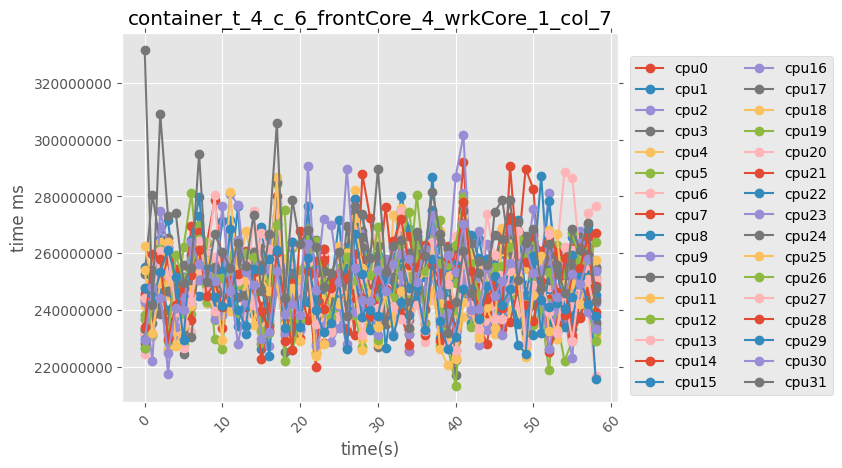 container_t_4_c_6_frontCore_4_wrkCore_1_col_7
time ms
320000000
300000000
280000000
260000000
240000000
220000000
0
10
20
30
40
50
60
time(s)
cpu0
cpu1
cpu2
cpu3
cpu4
cpu5
cpu6
cpu7
cpu8
cpu9
cpu10
cpu11
cpu12
cpu13
cpu14
cpu15
cpu16
cpu17
cpu18
cpu19
cpu20
cpu21
cpu22
cpu23
cpu24
cpu25
cpu26
cpu27
cpu28
cpu29
cpu30
cpu31